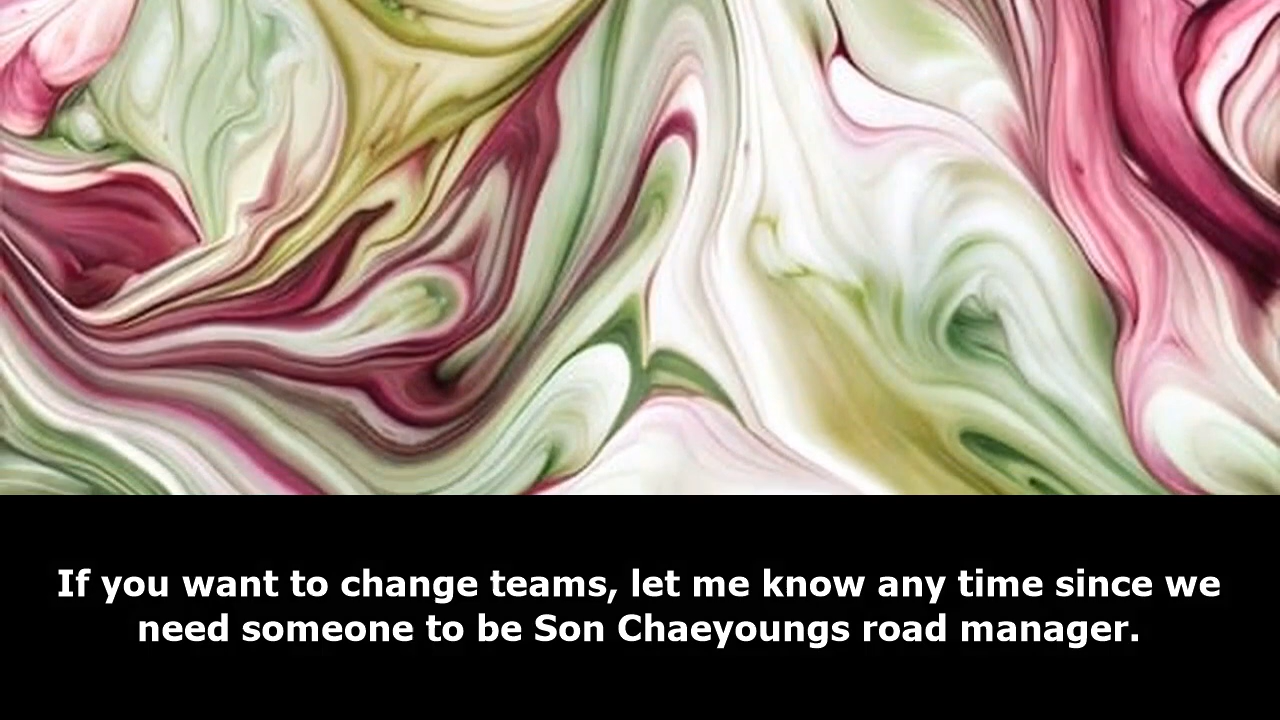 If you want to change teams, let me know any time since we
need someone to be Son Chaeyoungs road manager.